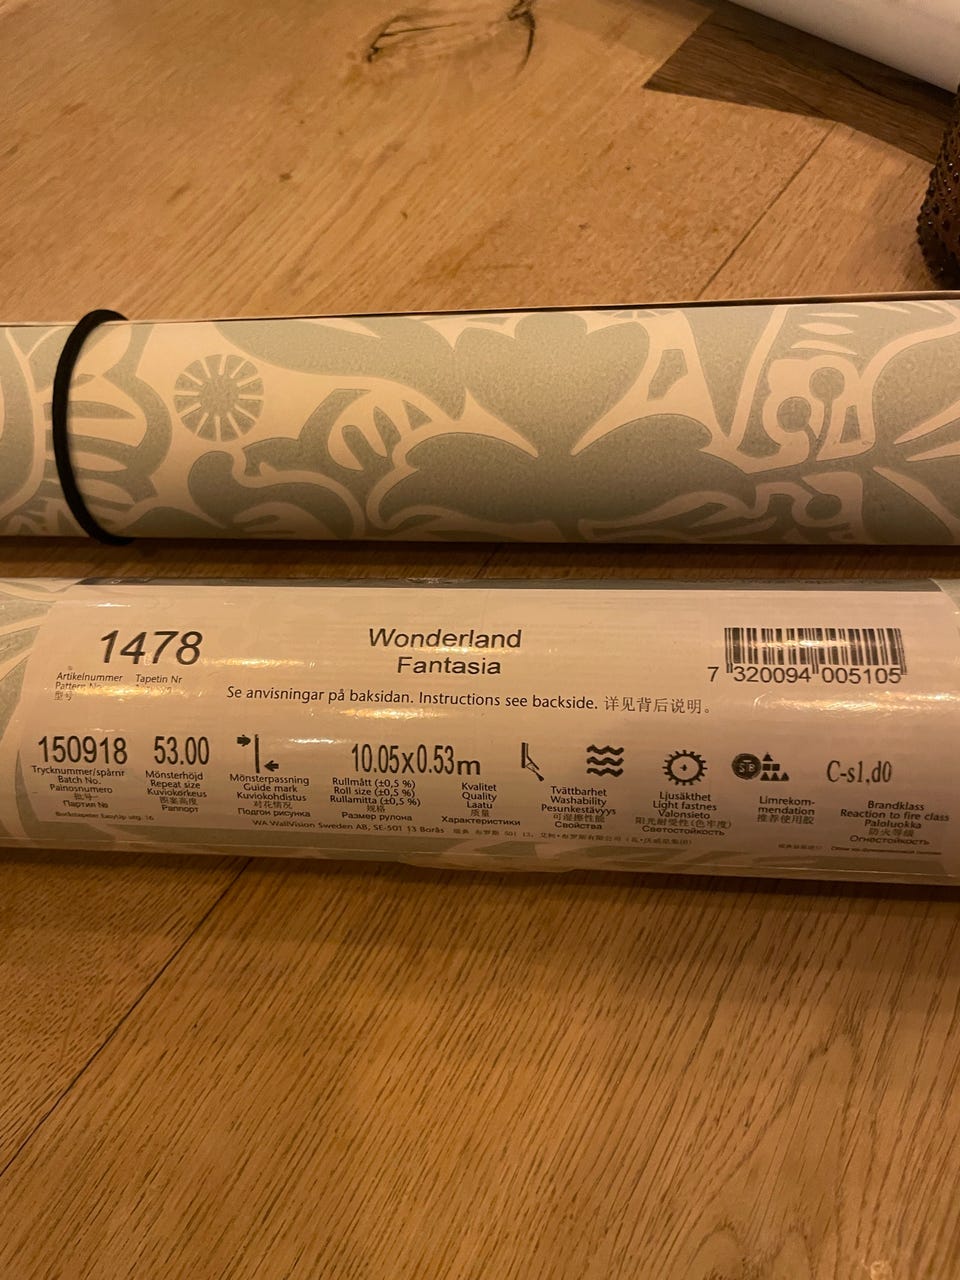 1478
Wonderland
Fantasia
7 320094 005105
Artikelnummer Tapetin Nr
Pattern No.
型号
Se anvisningar på baksidan. Instructions see backside. 详见背后说明。
150918
Trycknummer/spårnr
Batch No.
Painosnumero
批号
Партия №
53.00
Mönsterhöjd
Repeat size
Kuviokorkeus
图案高度
Раппорт
Mönsterpassning
Guide mark
Kuviokohdistus
对花情况
Подгон рисунка
10.05x0.53m
Rullmått (±0,5 %)
Roll size (±0,5 %)
Rullamitta (±0,5 %)
规格
Размер рулона
Kvalitet
Quality
Laatu
质量
Характеристики
Tvättbarhet
Washability
Pesunkestävyys
可湿擦性能
Свойства
Ljusäkthet
Light fastnes
Valonsieto
阳光耐受性(色牢度)
Светостойкость
Limrekom-
mendation
推荐使用胶
C-s1,d0
Brandklass
Reaction to fire class
Paloluokka
防火等级
Огнестойкость
Boråstapeter EasyUp utg. 16
WA WallVision Sweden AB, SE-501 13 Borås